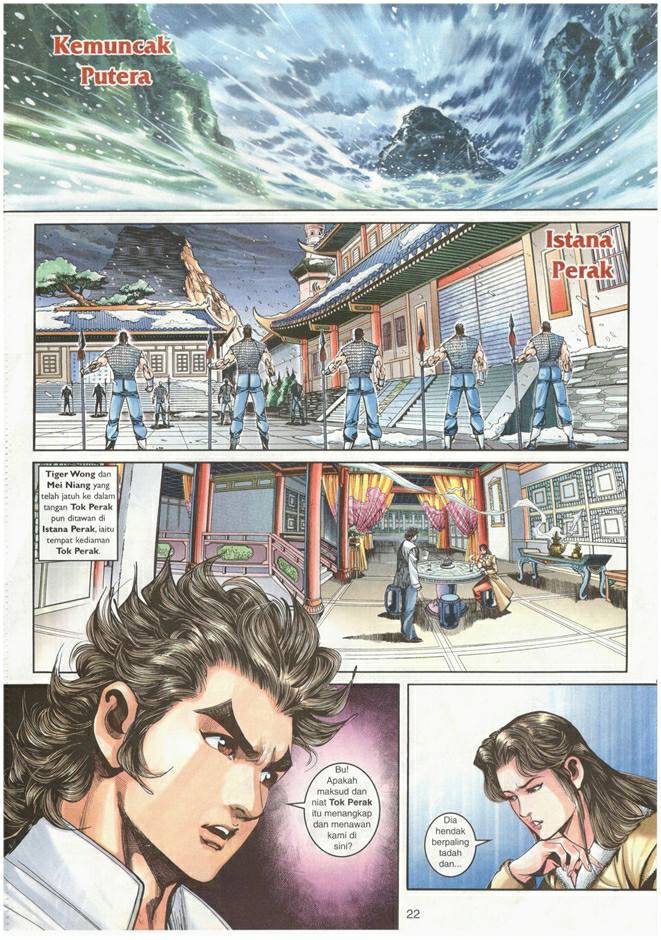 Kemuncak
Putera
Istana
Perak
Tiger Wong dan
Mei Niang yang
telah jatuh ke dalam
tangan Tok Perak
pun ditawan di
Istana Perak, iaitu
tempat kediaman
Tok Perak.
Bu!
Apakah
maksud dan
niat Tok Perak
itu menangkap
dan menawan
kami di
sini?
Dia
hendak
berpaling
tadah
dan...
22